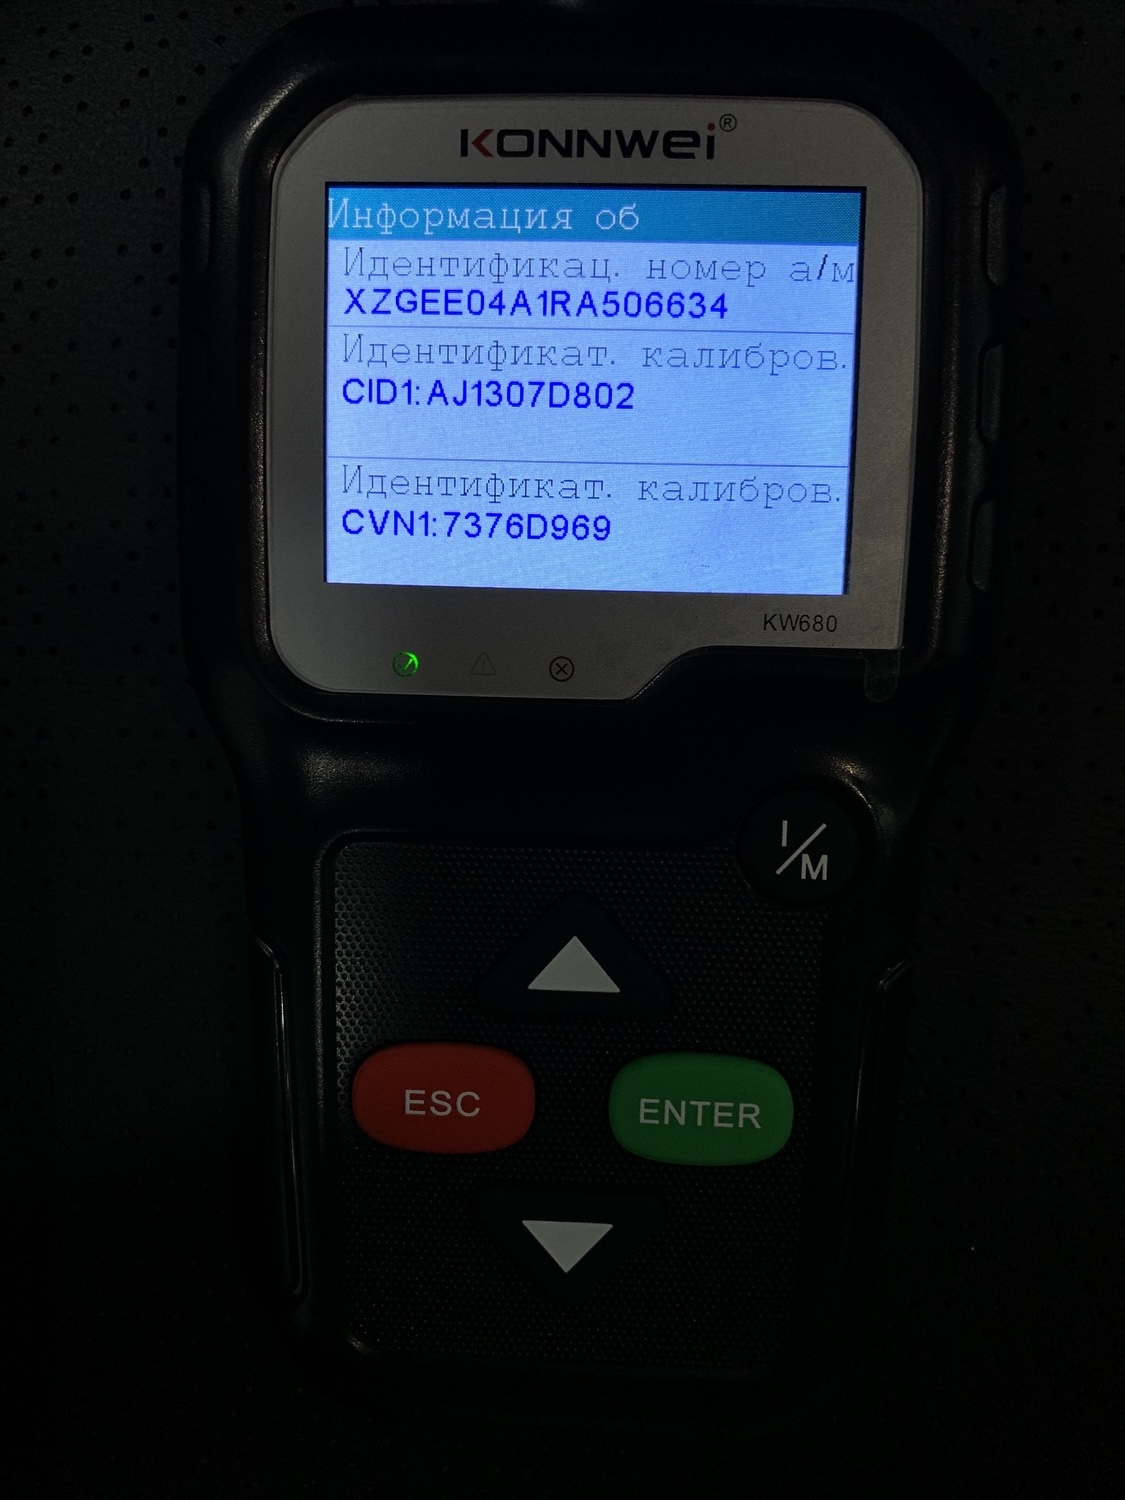 KONNWEI®
Информация об
Идентификац. номер а/м
XZGEE04A1RA506634
Идентификат. калибров.
CID1:AJ1307D802
Идентификат. калибров.
CVN1:7376D969
KW680
I/M
ESC
ENTER